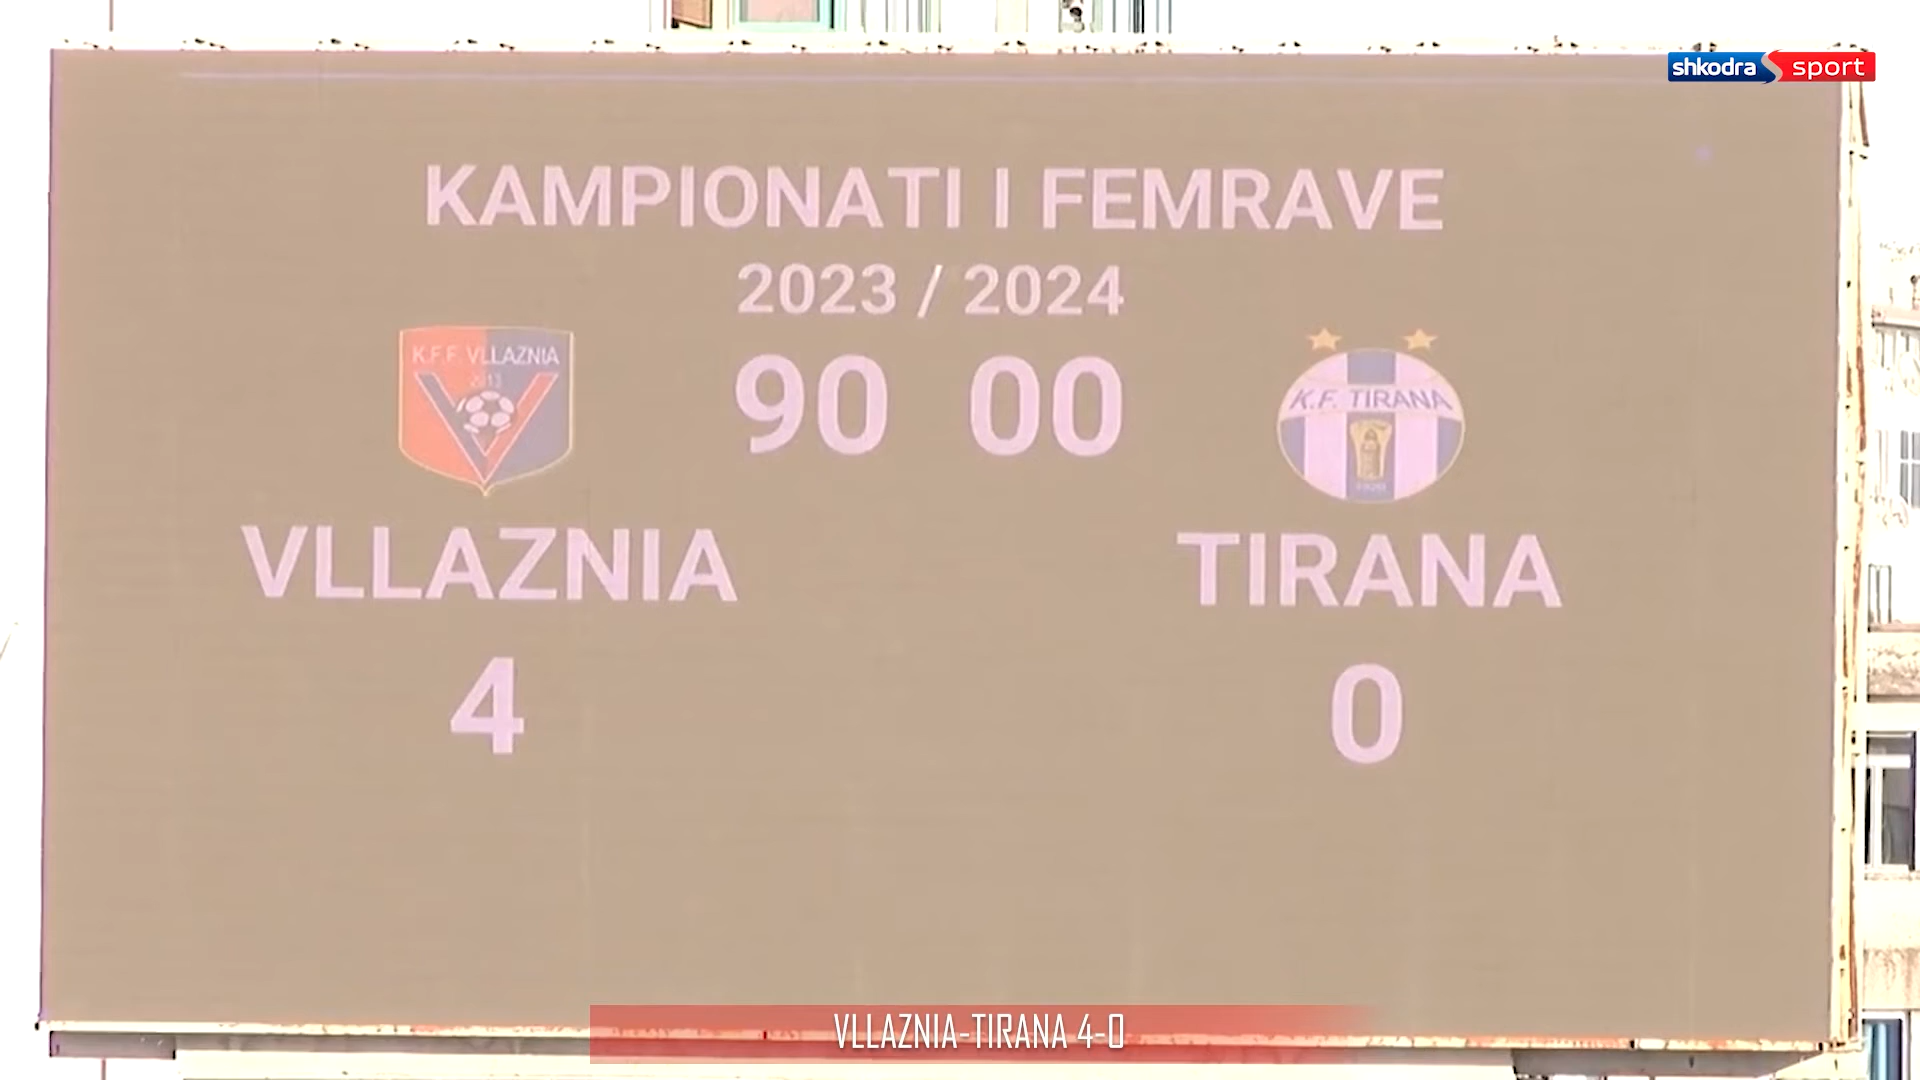 shkodra sport
KAMPIONATI I FEMRAVE
2023 / 2024
K.F.F. VLLAZNIA
2013
90 00
K.F. TIRANA
1920
VLLAZNIA
TIRANA
4
0
VLLAZNIA-TIRANA 4-0